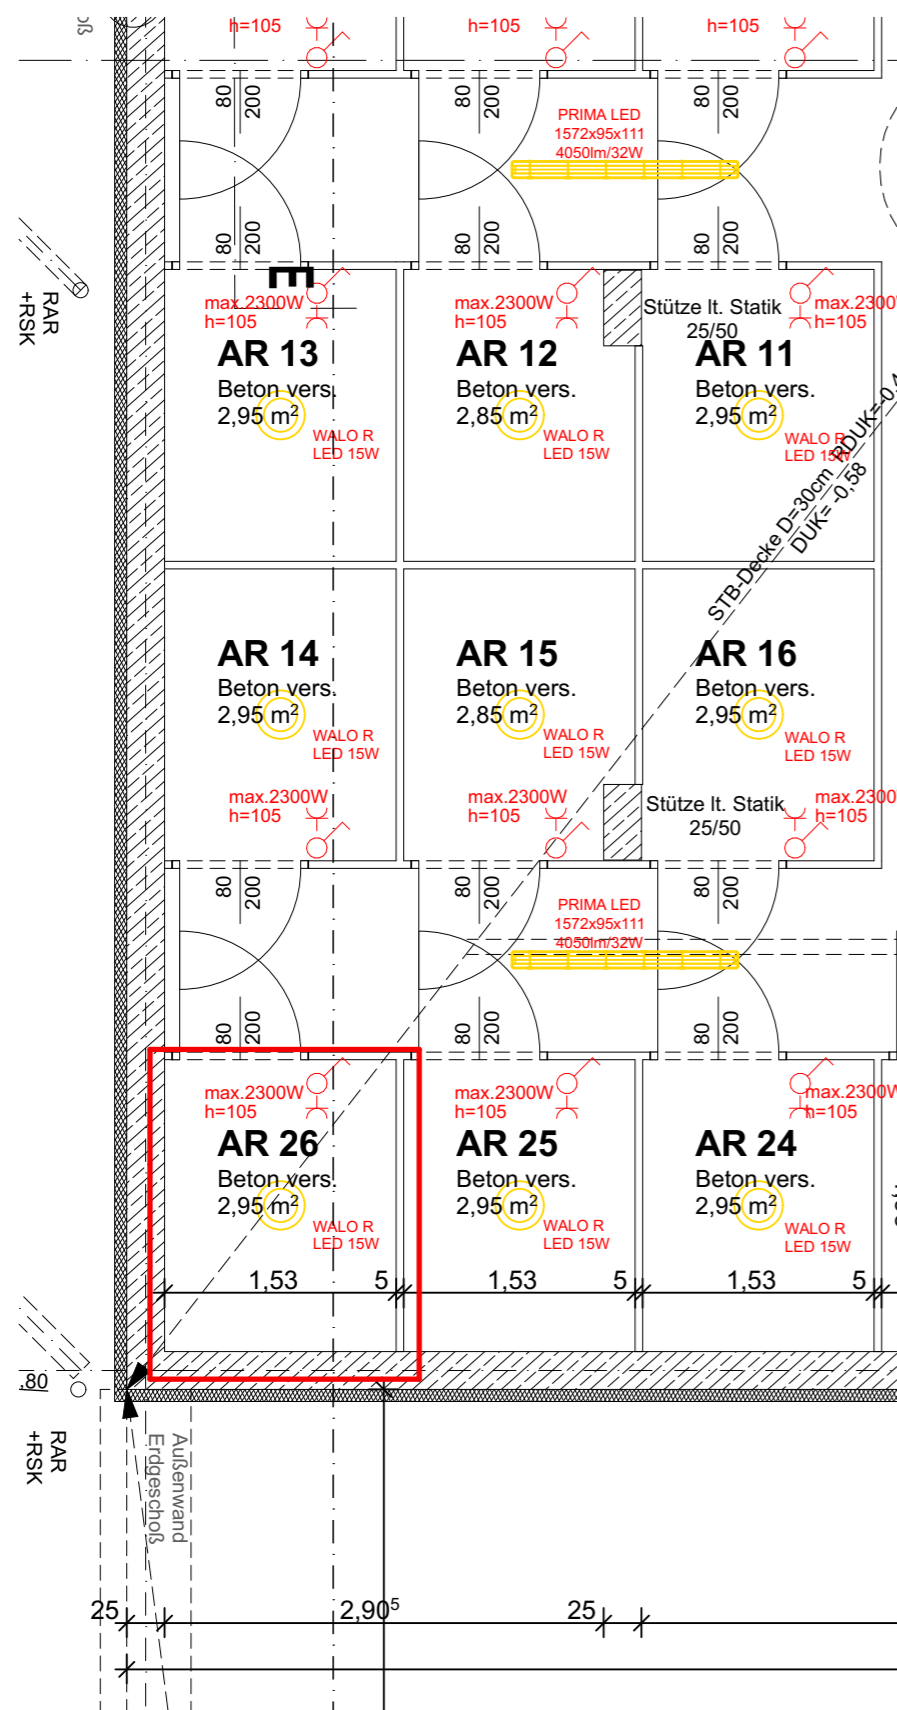 h=105
h=105
h=105
80
200
80
200
80
200
PRIMA LED
1572x95x111
4050lm/32W
80
200
80
200
80
200
RAR
+RSK
E
max.2300W
h=105
max.2300W
h=105
Stütze lt. Statik
25/50
h=105
AR 13
Beton vers.
2,95 m²
WALO R
LED 15W
AR 12
Beton vers.
2,85 m²
WALO R
LED 15W
AR 11
Beton vers.
2,95 m²
WALO R
LED 15W
STB-Decke D=30cm
DUK= -0,58
AR 14
Beton vers.
2,95 m²
WALO R
LED 15W
max.2300W
h=105
AR 15
Beton vers.
2,85 m²
WALO R
LED 15W
max.2300W
h=105
AR 16
Beton vers.
2,95 m²
WALO R
LED 15W
Stütze lt. Statik
25/50
h=105
80
200
80
200
80
200
PRIMA LED
1572x95x111
4050lm/32W
80
200
80
200
80
200
max.2300W
h=105
AR 26
Beton vers.
2,95 m²
WALO R
LED 15W
1,53
5
max.2300W
h=105
AR 25
Beton vers.
2,95 m²
WALO R
LED 15W
1,53
5
max.2300W
h=105
AR 24
Beton vers.
2,95 m²
WALO R
LED 15W
1,53
5
.80
RAR
+RSK
Außenwand
Erdgeschoß
25
2,90⁵
25